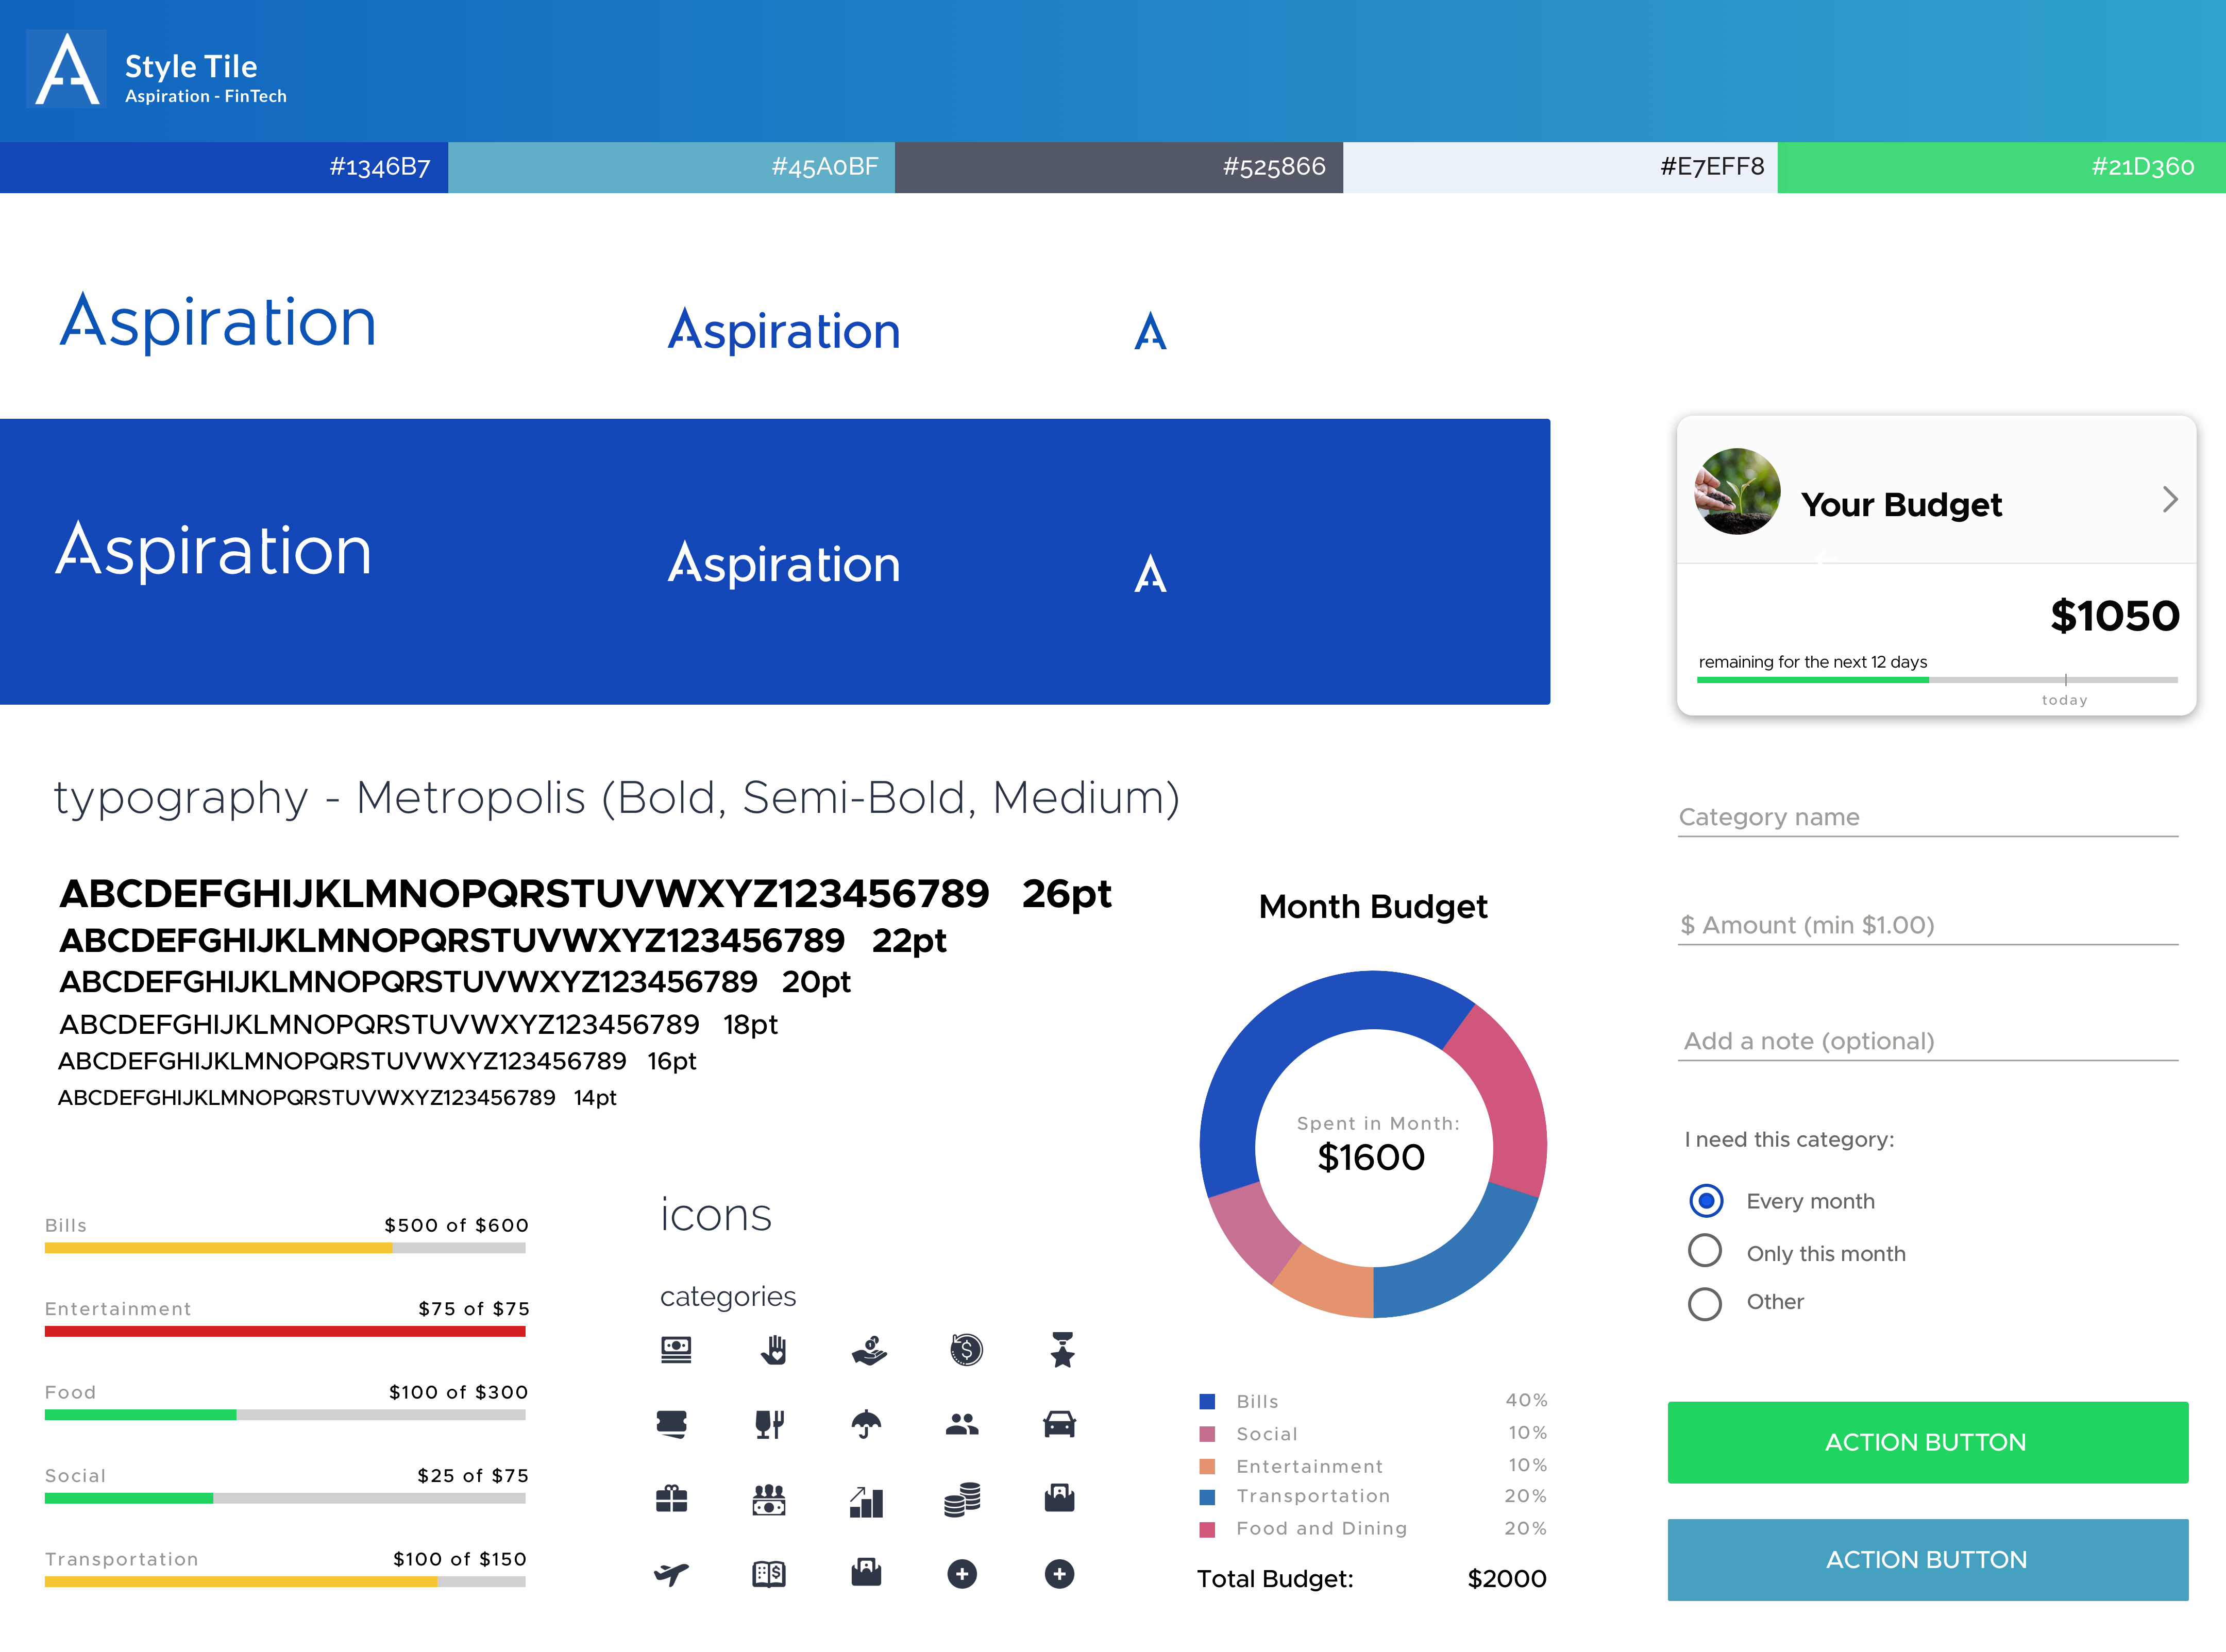 Style Tile
Aspiration - FinTech
#1346B7
#45A0BF
#525866
#E7EFF8
#21D360
Aspiration
Aspiration
A
Aspiration
Aspiration
A
Your Budget
$1050
remaining for the next 12 days
today
typography - Metropolis (Bold, Semi-Bold, Medium)
ABCDEFGHIJKLMNOPQRSTUVWXYZ123456789 26pt
ABCDEFGHIJKLMNOPQRSTUVWXYZ123456789 22pt
ABCDEFGHIJKLMNOPQRSTUVWXYZ123456789 20pt
ABCDEFGHIJKLMNOPQRSTUVWXYZ123456789 18pt
ABCDEFGHIJKLMNOPQRSTUVWXYZ123456789 16pt
ABCDEFGHIJKLMNOPQRSTUVWXYZ123456789 14pt
Bills $500 of $600
Entertainment $75 of $75
Food $100 of $300
Social $25 of $75
Transportation $100 of $150
icons
categories
Month Budget
Spent in Month:
$1600
Bills 40%
Social 10%
Entertainment 10%
Transportation 20%
Food and Dining 20%
Total Budget: $2000
Category name
$ Amount (min $1.00)
Add a note (optional)
I need this category:
Every month
Only this month
Other
ACTION BUTTON
ACTION BUTTON